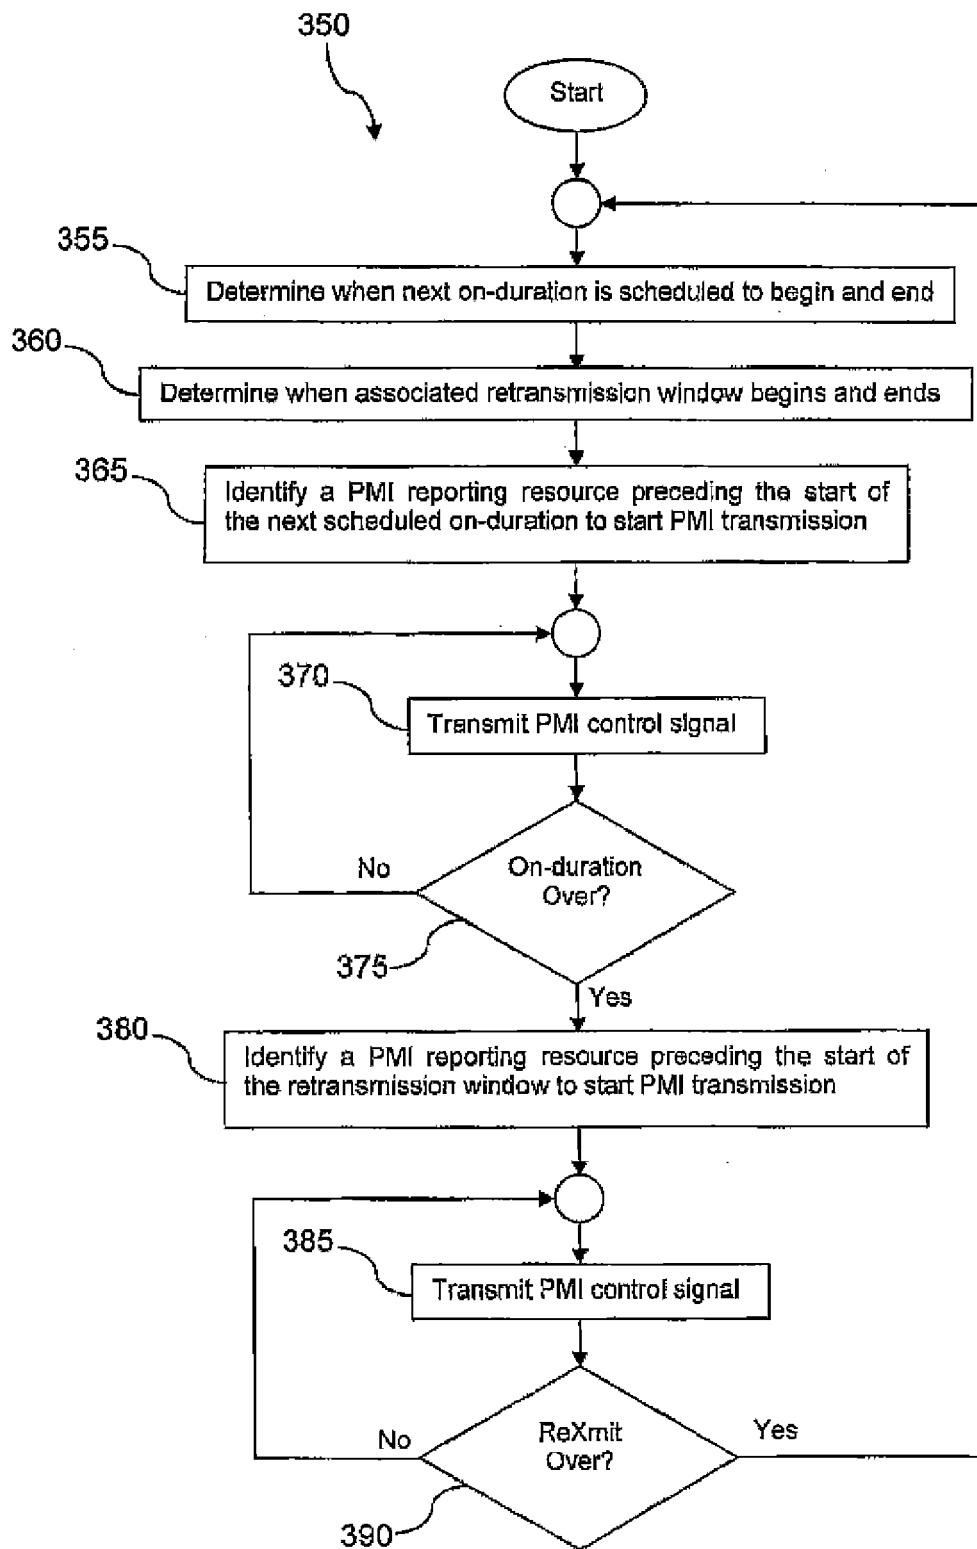 350
Start
355
Determine when next on-duration is scheduled to begin and end
360
Determine when associated retransmission window begins and ends
365
Identify a PMI reporting resource preceding the start of
the next scheduled on-duration to start PMI transmission
370
Transmit PMI control signal
No
On-duration
Over?
375
Yes
380
Identify a PMI reporting resource preceding the start of
the retransmission window to start PMI transmission
385
Transmit PMI control signal
No
ReXmit
Over?
Yes
390